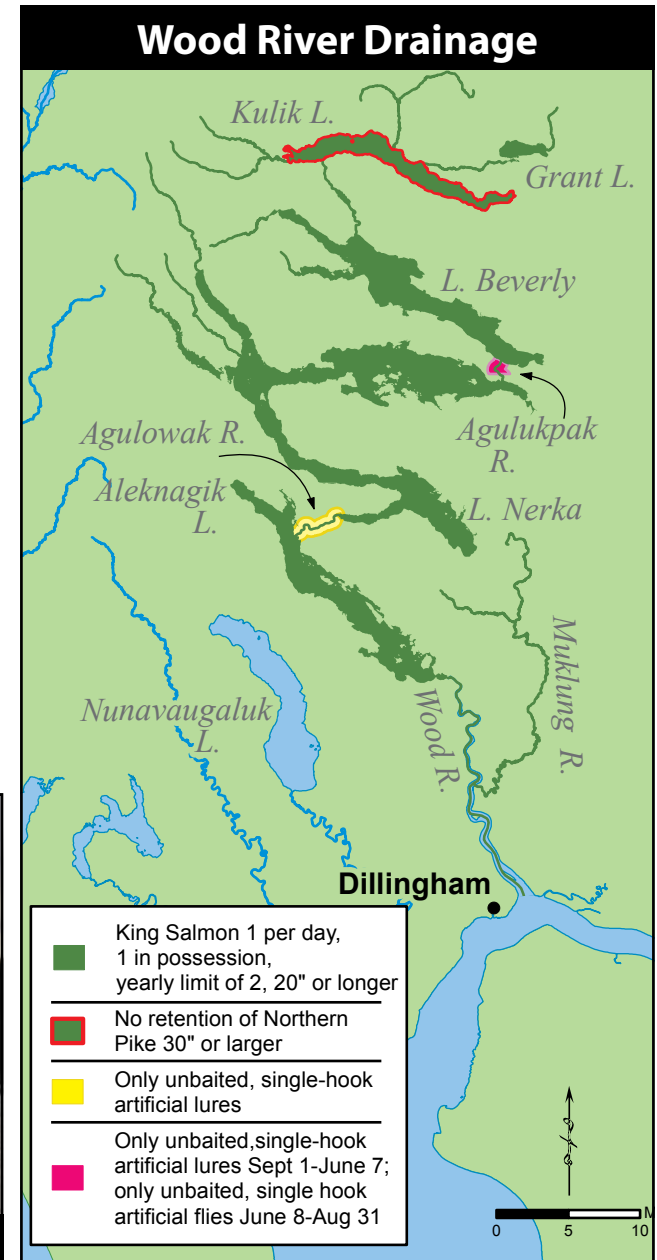 Wood River Drainage
Kulik L.
Grant L.
L. Beverly
Agulukpak
R.
Agulowak R.
Aleknagik
L.
L. Nerka
Muklung R.
Wood R.
Nunavaugaluk
L.
Dillingham
King Salmon 1 per day,
1 in possession,
yearly limit of 2, 20" or longer
No retention of Northern
Pike 30" or larger
Only unbaited, single-hook
artificial lures
Only unbaited,single-hook
artificial lures Sept 1-June 7;
only unbaited, single hook
artificial flies June 8-Aug 31
0 5 10